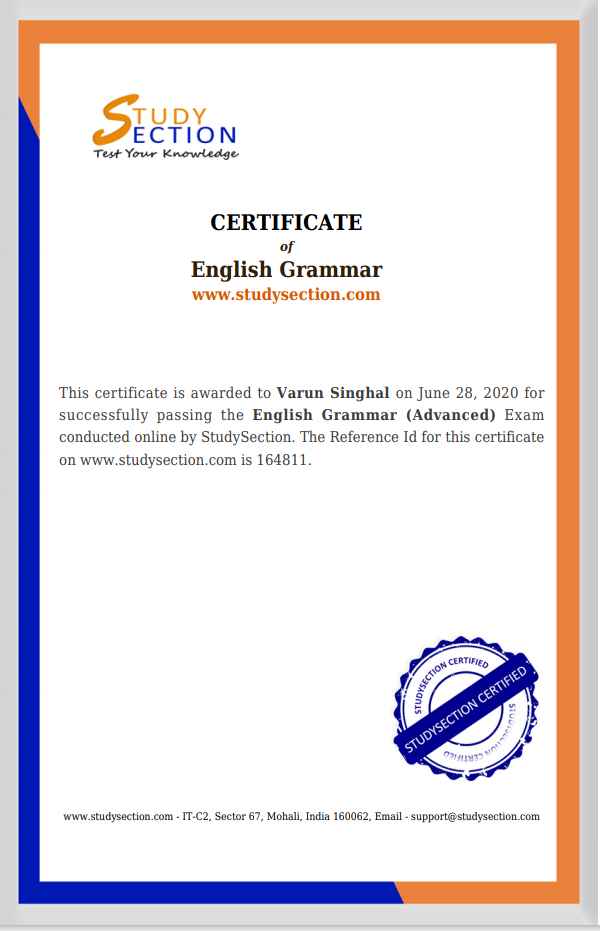 STUDY
SECTION
Test Your Knowledge
CERTIFICATE
of
English Grammar
www.studysection.com
This certificate is awarded to Varun Singhal on June 28, 2020 for
successfully passing the English Grammar (Advanced) Exam
conducted online by StudySection. The Reference Id for this certificate
on www.studysection.com is 164811.
STUDYSECTION CERTIFIED
STUDYSECTION CERTIFIED
STUDYSECTION CERTIFIED
www.studysection.com - IT-C2, Sector 67, Mohali, India 160062, Email - support@studysection.com